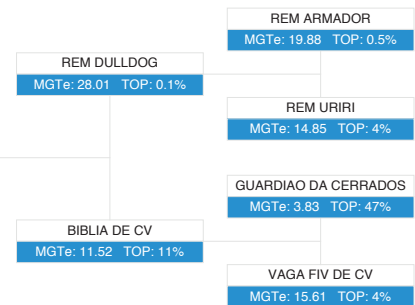 REM ARMADOR
MGTe: 19.88 TOP: 0.5%
REM DULLDOG
MGTe: 28.01 TOP: 0.1%
REM URIRI
MGTe: 14.85 TOP: 4%
GUARDIAO DA CERRADOS
MGTe: 3.83 TOP: 47%
BIBLIA DE CV
MGTe: 11.52 TOP: 11%
VAGA FIV DE CV
MGTe: 15.61 TOP: 4%